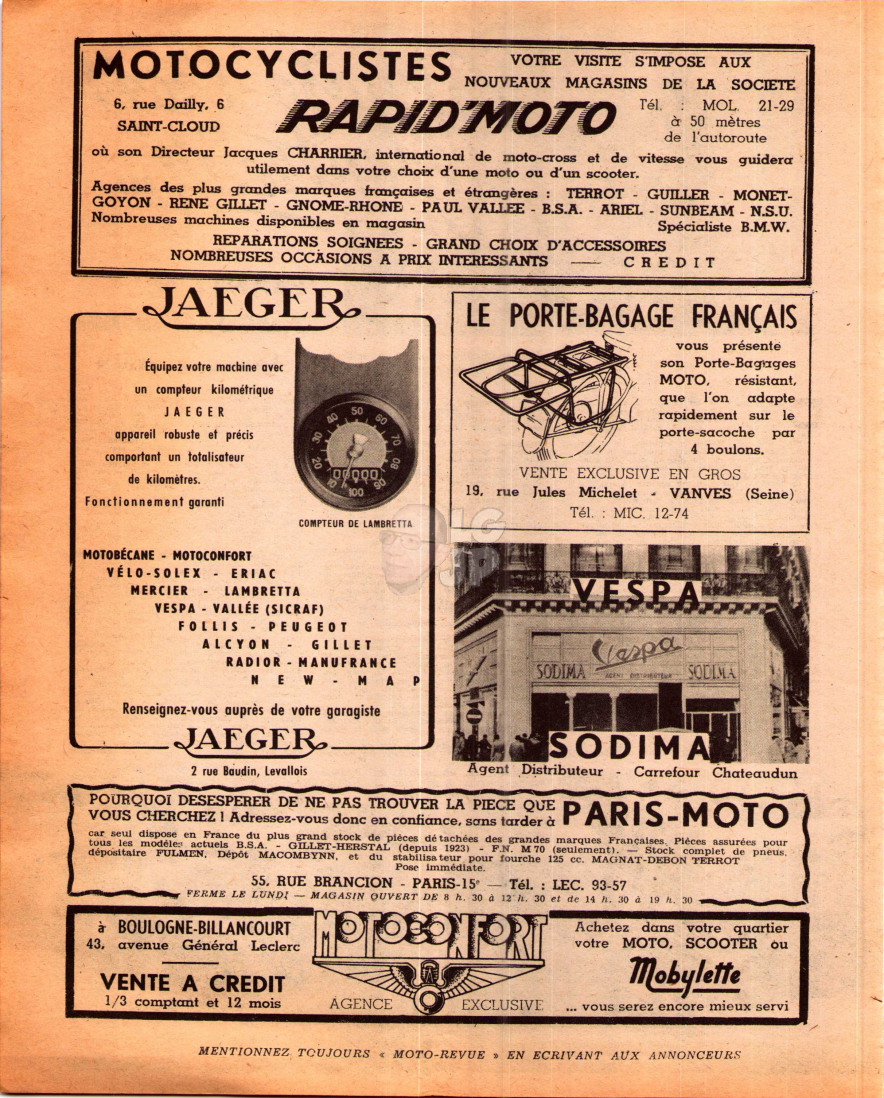 MOTOCYCLISTES
VOTRE VISITE S'IMPOSE AUX
NOUVEAUX MAGASINS DE LA SOCIETE
6, rue Dailly, 6
SAINT-CLOUD
RAPID'MOTO
Tél. : MOL. 21-29
à 50 mètres
de l'autoroute
où son Directeur Jacques CHARRIER, international de moto-cross et de vitesse vous guidera
utilement dans votre choix d'une moto ou d'un scooter.
Agences des plus grandes marques françaises et étrangères : TERROT - GUILLER - MONET-
GOYON - RENE GILLET - GNOME-RHONE - PAUL VALLEE - B.S.A. - ARIEL - SUNBEAM - N.S.U.
Nombreuses machines disponibles en magasin Spécialiste B.M.W.
REPARATIONS SOIGNEES - GRAND CHOIX D'ACCESSOIRES
NOMBREUSES OCCASIONS A PRIX INTERESSANTS —— CREDIT
JAEGER
Équipez votre machine avec
un compteur kilométrique
JAEGER
appareil robuste et précis
comportant un totalisateur
de kilomètres.
Fonctionnement garanti
10 20 30 40 50 60 70 80 90 100
00000
COMPTEUR DE LAMBRETTA
MOTOBÉCANE - MOTOCONFORT
VÉLO-SOLEX - ERIAC
MERCIER - LAMBRETTA
VESPA - VALLÉE (SICRAF)
FOLLIS - PEUGEOT
ALCYON - GILLET
RADIOR - MANUFRANCE
NEW-MAP
Renseignez-vous auprès de votre garagiste
JAEGER
2 rue Baudin, Levallois
LE PORTE-BAGAGE FRANÇAIS
vous présente
son Porte-Bagages
MOTO, résistant,
que l'on adapte
rapidement sur le
porte-sacoche par
4 boulons.
VENTE EXCLUSIVE EN GROS
19, rue Jules Michelet - VANVES (Seine)
Tél. : MIC. 12-74
VESPA
Vespa
SODIMA AGENT DISTRIBUTEUR SODIMA
SODIMA
Agent Distributeur - Carrefour Chateaudun
POURQUOI DESESPERER DE NE PAS TROUVER LA PIECE QUE
VOUS CHERCHEZ ! Adressez-vous donc en confiance, sans tarder à PARIS-MOTO
car seul dispose en France du plus grand stock de pièces détachées des grandes marques Françaises. Pièces assurées pour
tous les modèles actuels B.S.A. - GILLET-HERSTAL (depuis 1923) - F.N. M 70 (seulement). — Stock complet de pneus.
dépositaire FULMEN, Dépôt MACOMBYNN, et du stabilisateur pour fourche 125 cc. MAGNAT-DEBON TERROT
Pose immédiate.
55, RUE BRANCION - PARIS-15e — Tél. : LEC. 93-57
FERME LE LUNDI — MAGASIN OUVERT DE 8 h. 30 à 12 h. 30 et de 14 h. 30 à 19 h. 30
à BOULOGNE-BILLANCOURT
43, avenue Général Leclerc
VENTE A CREDIT
1/3 comptant et 12 mois
MOTOCONFORT
AGENCE EXCLUSIVE
Achetez dans votre quartier
votre MOTO, SCOOTER ou
Mobylette
... vous serez encore mieux servi
MENTIONNEZ TOUJOURS « MOTO-REVUE » EN ECRIVANT AUX ANNONCEURS